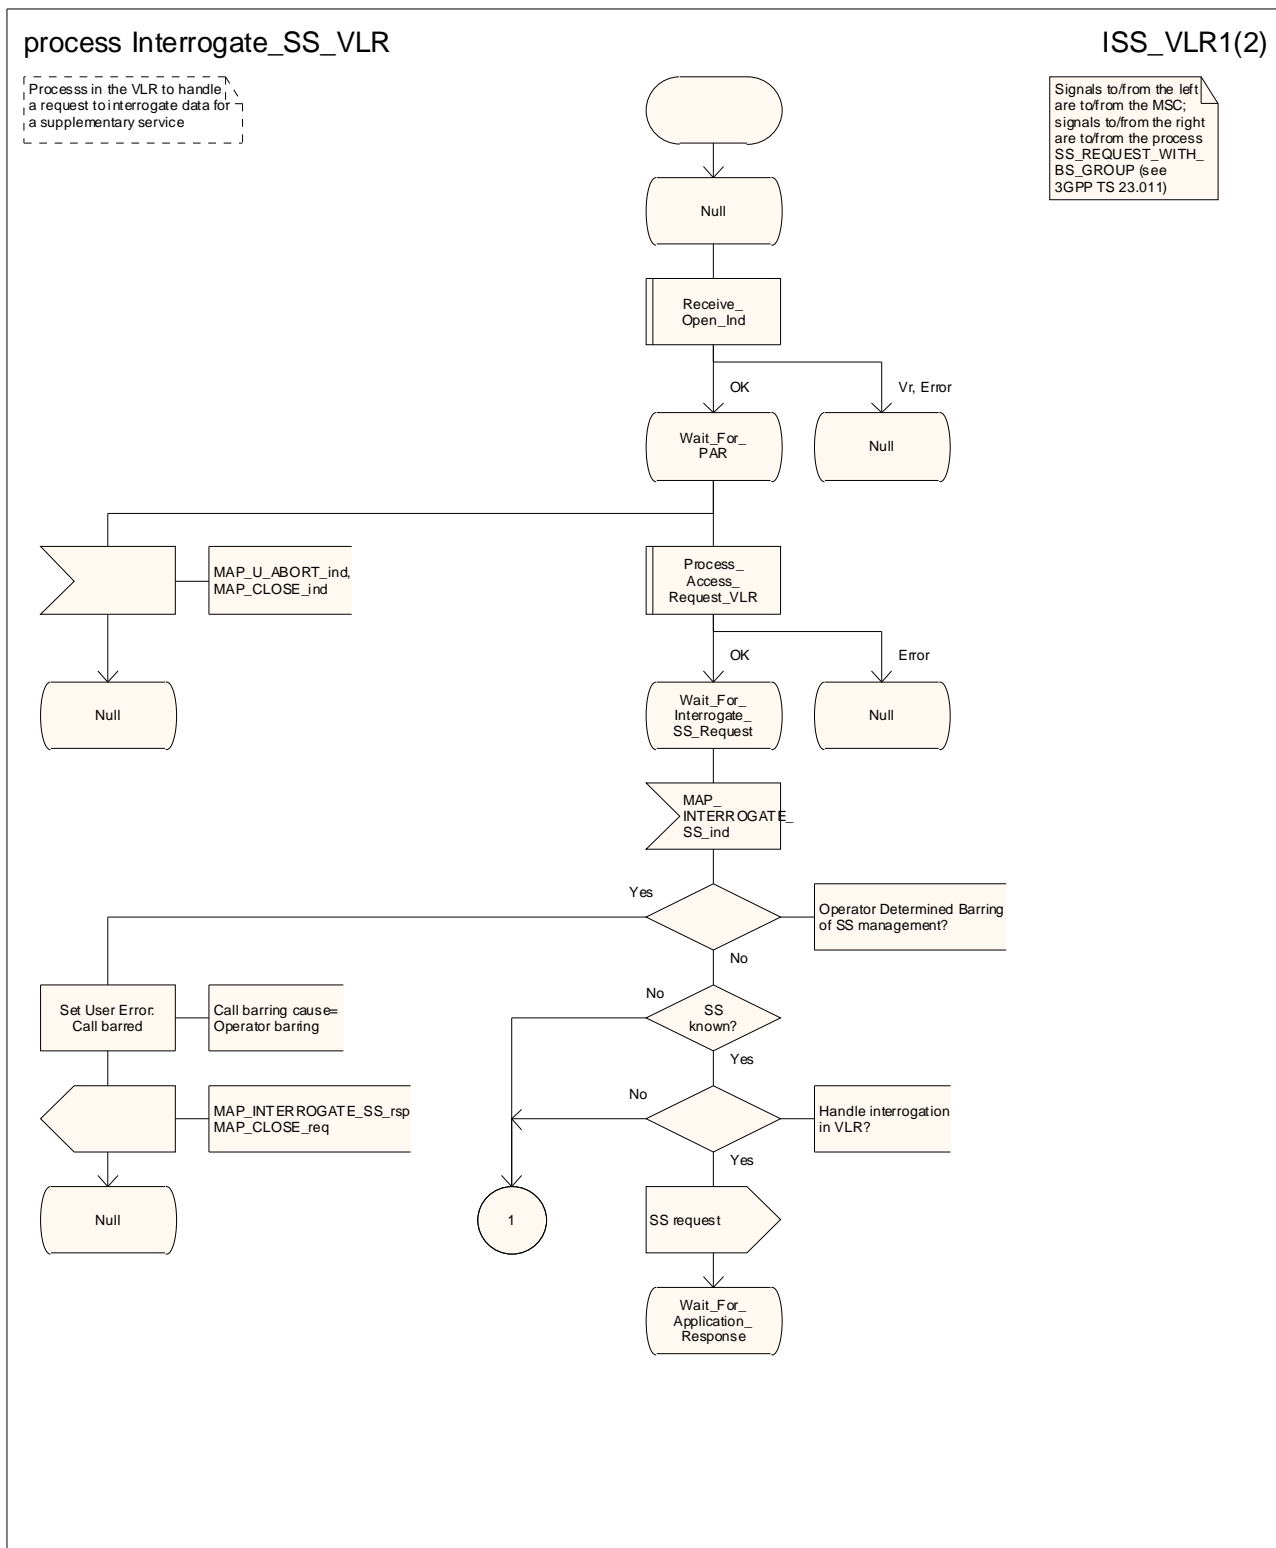 process Interrogate_SS_VLR
ISS_VLR1(2)
Processs in the VLR to handle
a request to interrogate data for
a supplementary service
Signals to/from the left
are to/from the MSC;
signals to/from the right
are to/from the process
SS_REQUEST_WITH_
BS_GROUP (see
3GPP TS 23.011)
Null
Receive_
Open_Ind
OK
Vr, Error
Wait_For_
PAR
Null
MAP_U_ABORT_ind,
MAP_CLOSE_ind
Process_
Access_
Request_VLR
OK
Error
Null
Wait_For_
Interrogate_
SS_Request
Null
MAP_
INTERROGATE_
SS_ind
Yes
Operator Determined Barring
of SS management?
No
Set User Error:
Call barred
Call barring cause=
Operator barring
No
SS
known?
Yes
MAP_INTERROGATE_SS_rsp
MAP_CLOSE_req
No
Handle interrogation
in VLR?
Yes
Null
1
SS request
Wait_For_
Application_
Response